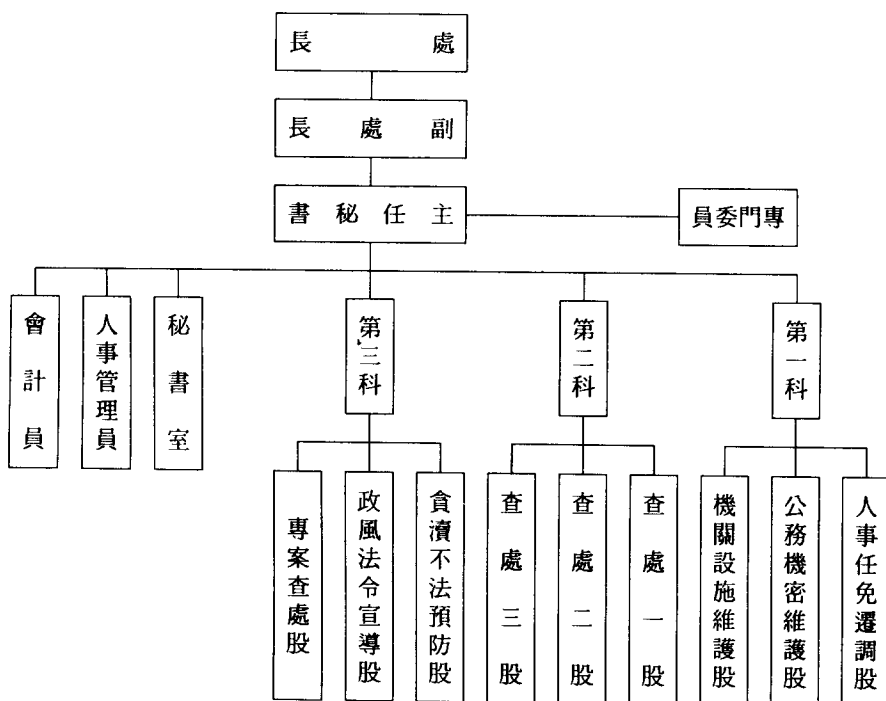 處長
副處長
主任秘書
專門委員
第一科
第二科
第三科
秘書室
人事管理員
會計員
人事任免遷調股
公務機密維護股
機關設施維護股
查處一股
查處二股
查處三股
貪瀆不法預防股
政風法令宣導股
專案查處股